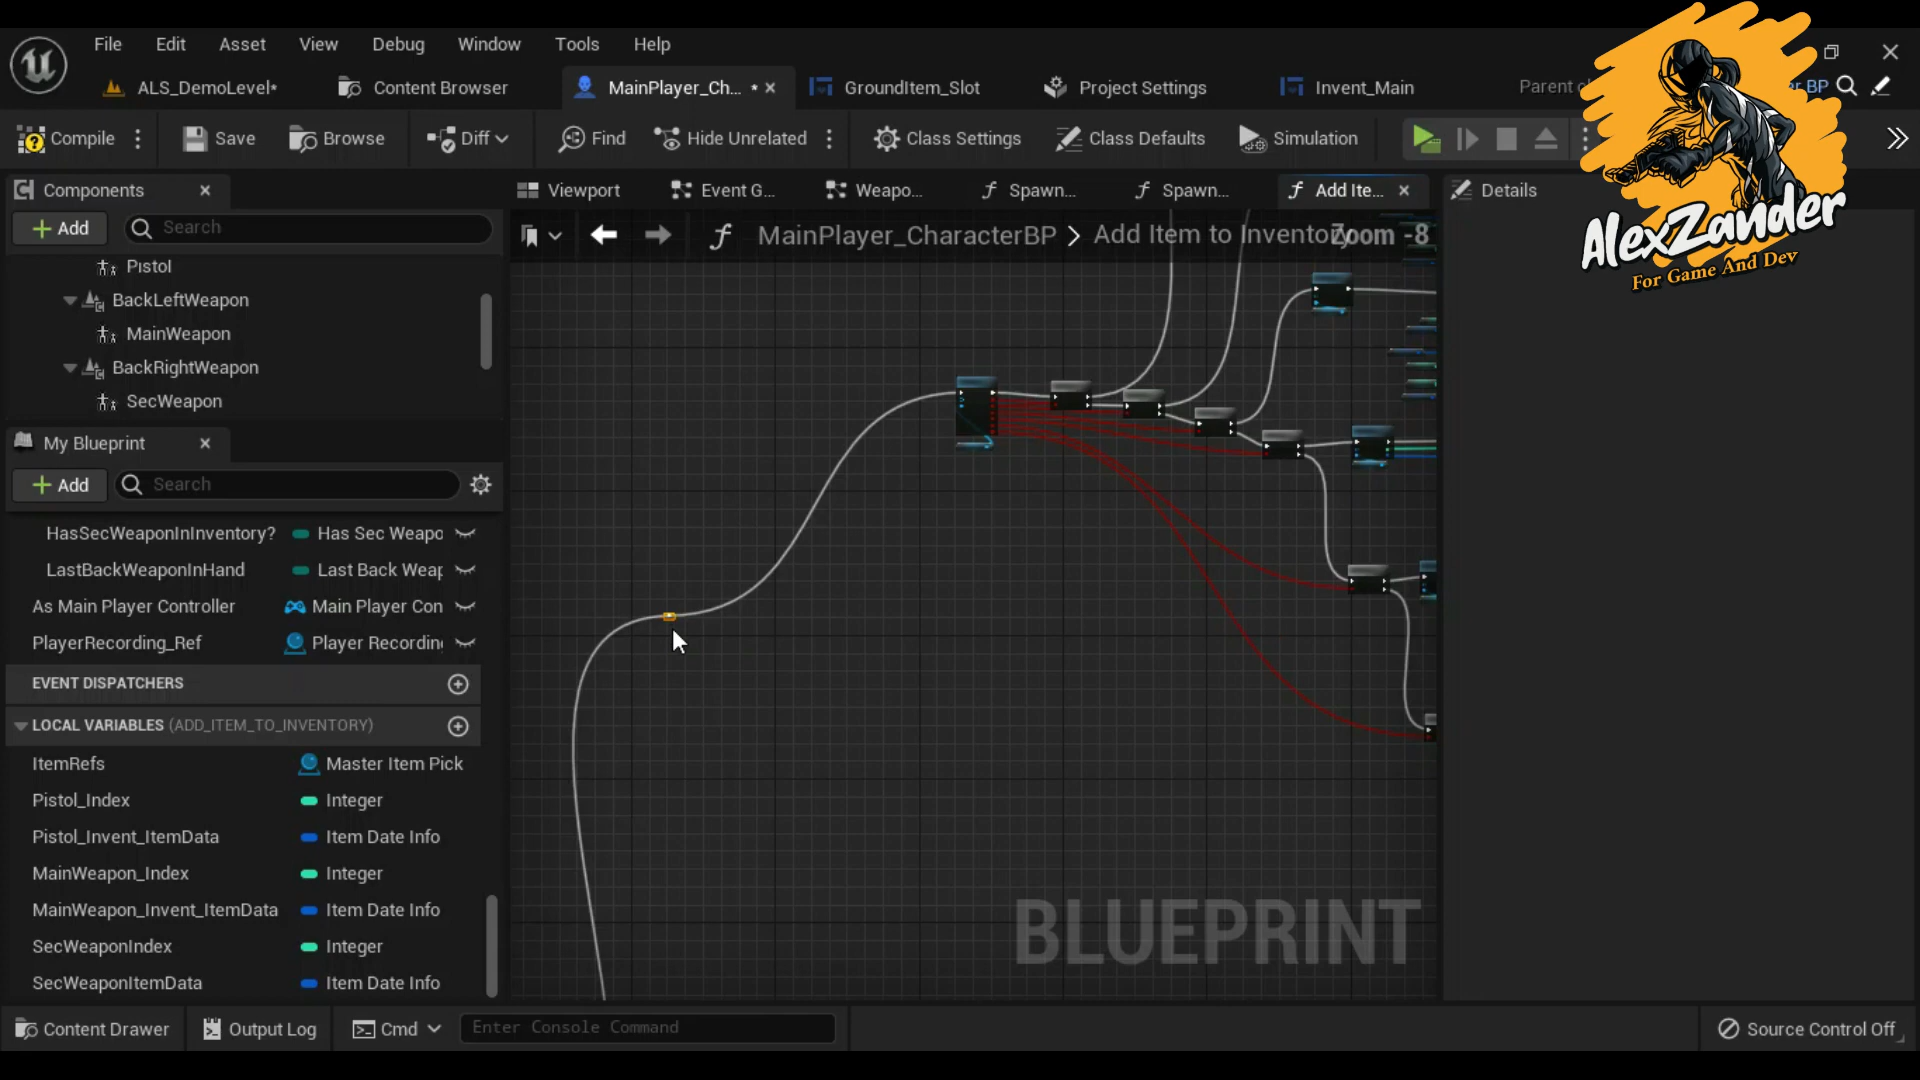 File Edit Asset View Debug Window Tools Help
ALS_DemoLevel* Content Browser MainPlayer_Ch... * GroundItem_Slot Project Settings Invent_Main Parent er BP
Compile Save Browse Diff Find Hide Unrelated Class Settings Class Defaults Simulation
AlexZander
For Game And Dev
Components
Viewport Event G... Weapo... Spawn... Spawn... Add Ite... Details
Add Search
MainPlayer_CharacterBP > Add Item to Inventory Zoom -8
Pistol
BackLeftWeapon
MainWeapon
BackRightWeapon
SecWeapon
My Blueprint
Add Search
HasSecWeaponInInventory? Has Sec Weapo
LastBackWeaponInHand Last Back Weap
As Main Player Controller Main Player Con
PlayerRecording_Ref Player Recording
EVENT DISPATCHERS
LOCAL VARIABLES (ADD_ITEM_TO_INVENTORY)
ItemRefs Master Item Pick
Pistol_Index Integer
Pistol_Invent_ItemData Item Date Info
MainWeapon_Index Integer
MainWeapon_Invent_ItemData Item Date Info
SecWeaponIndex Integer
SecWeaponItemData Item Date Info
BLUEPRINT
Content Drawer Output Log Cmd Enter Console Command Source Control Off